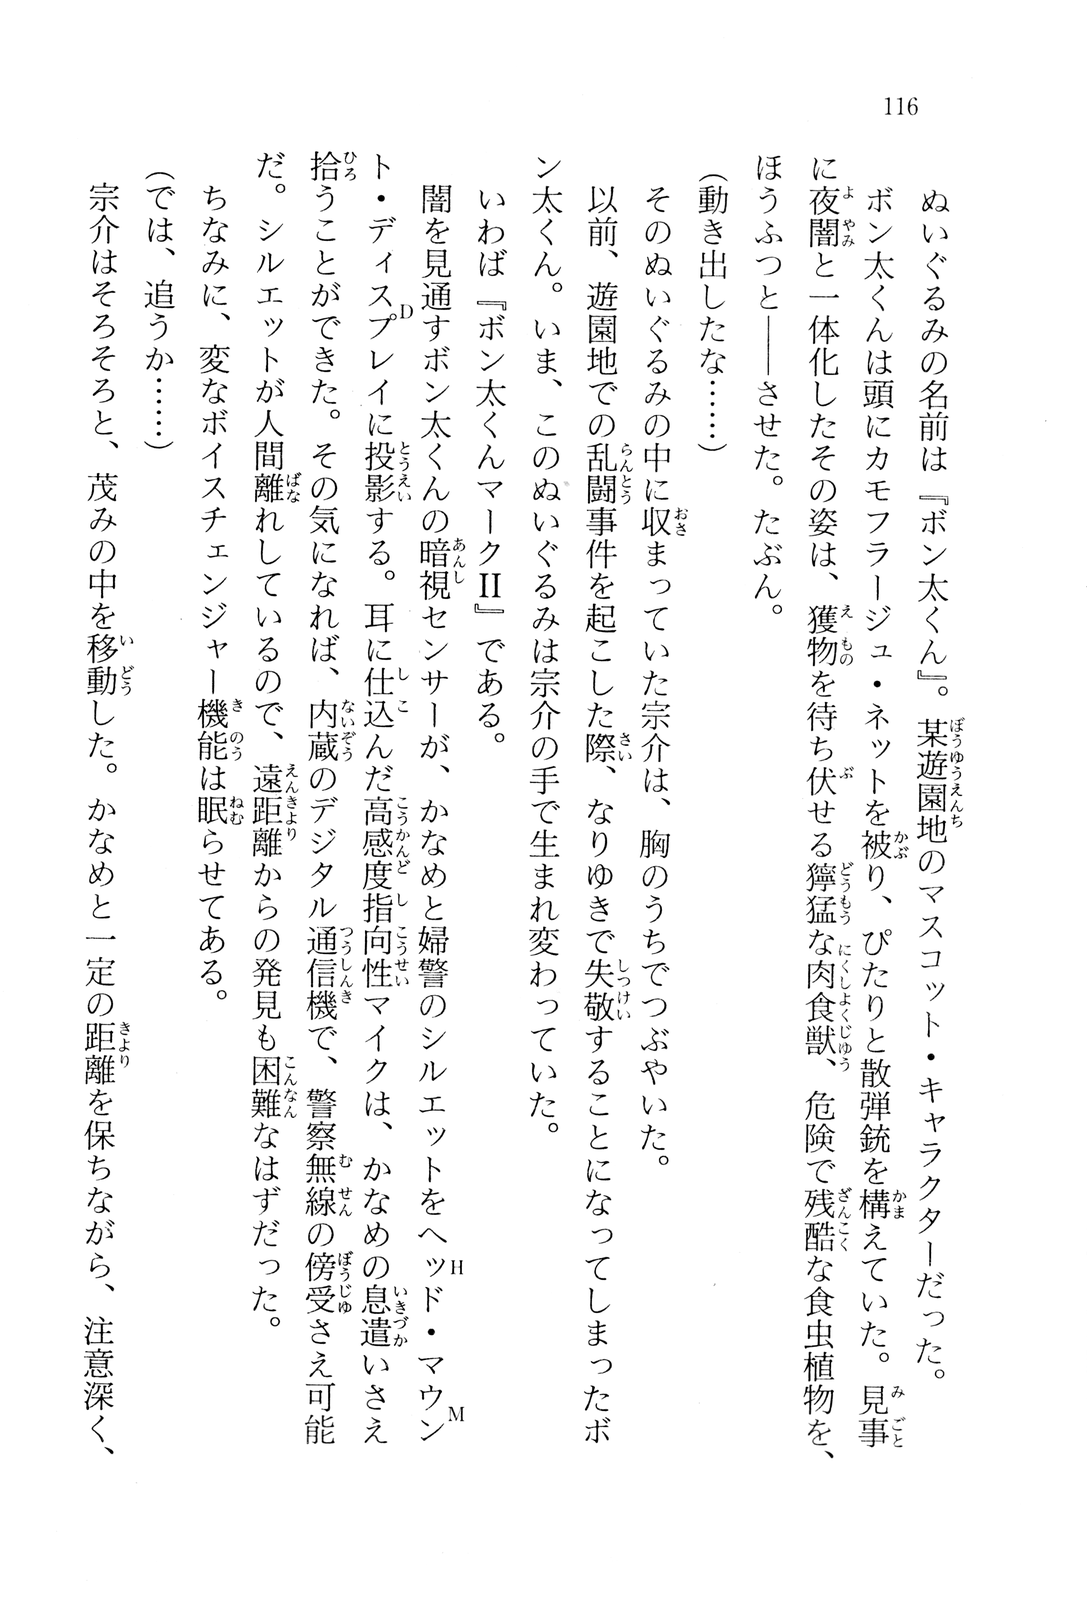 116
ぬいぐるみの名前は『ボン太くん』。某遊園地のマスコット・キャラクターだった。
ボン太くんは頭にカモフラージュ・ネットを被り、ぴたりと散弾銃を構えていた。見事
に夜闇と一体化したその姿は、獲物を待ち伏せる獰猛な肉食獣、危険で残酷な食虫植物を、
ほうふつと――させた。たぶん。
(動き出したな……)
そのぬいぐるみの中に収まっていた宗介は、胸のうちでつぶやいた。
以前、遊園地での乱闘事件を起こした際、なりゆきで失敬することになってしまったボ
ン太くん。いま、このぬいぐるみは宗介の手で生まれ変わっていた。
いわば『ボン太くんマークⅡ』である。
闇を見通すボン太くんの暗視センサーが、かなめと婦警のシルエットをヘッド・マウン
ト・ディスプレイに投影する。耳に仕込んだ高感度指向性マイクは、かなめの息遣いさえ
拾うことができた。その気になれば、内蔵のデジタル通信機で、警察無線の傍受さえ可能
だ。シルエットが人間離れしているので、遠距離からの発見も困難なはずだった。
ちなみに、変なボイスチェンジャー機能は眠らせてある。
(では、追うか……)
宗介はそろそろと、茂みの中を移動した。かなめと一定の距離を保ちながら、注意深く、